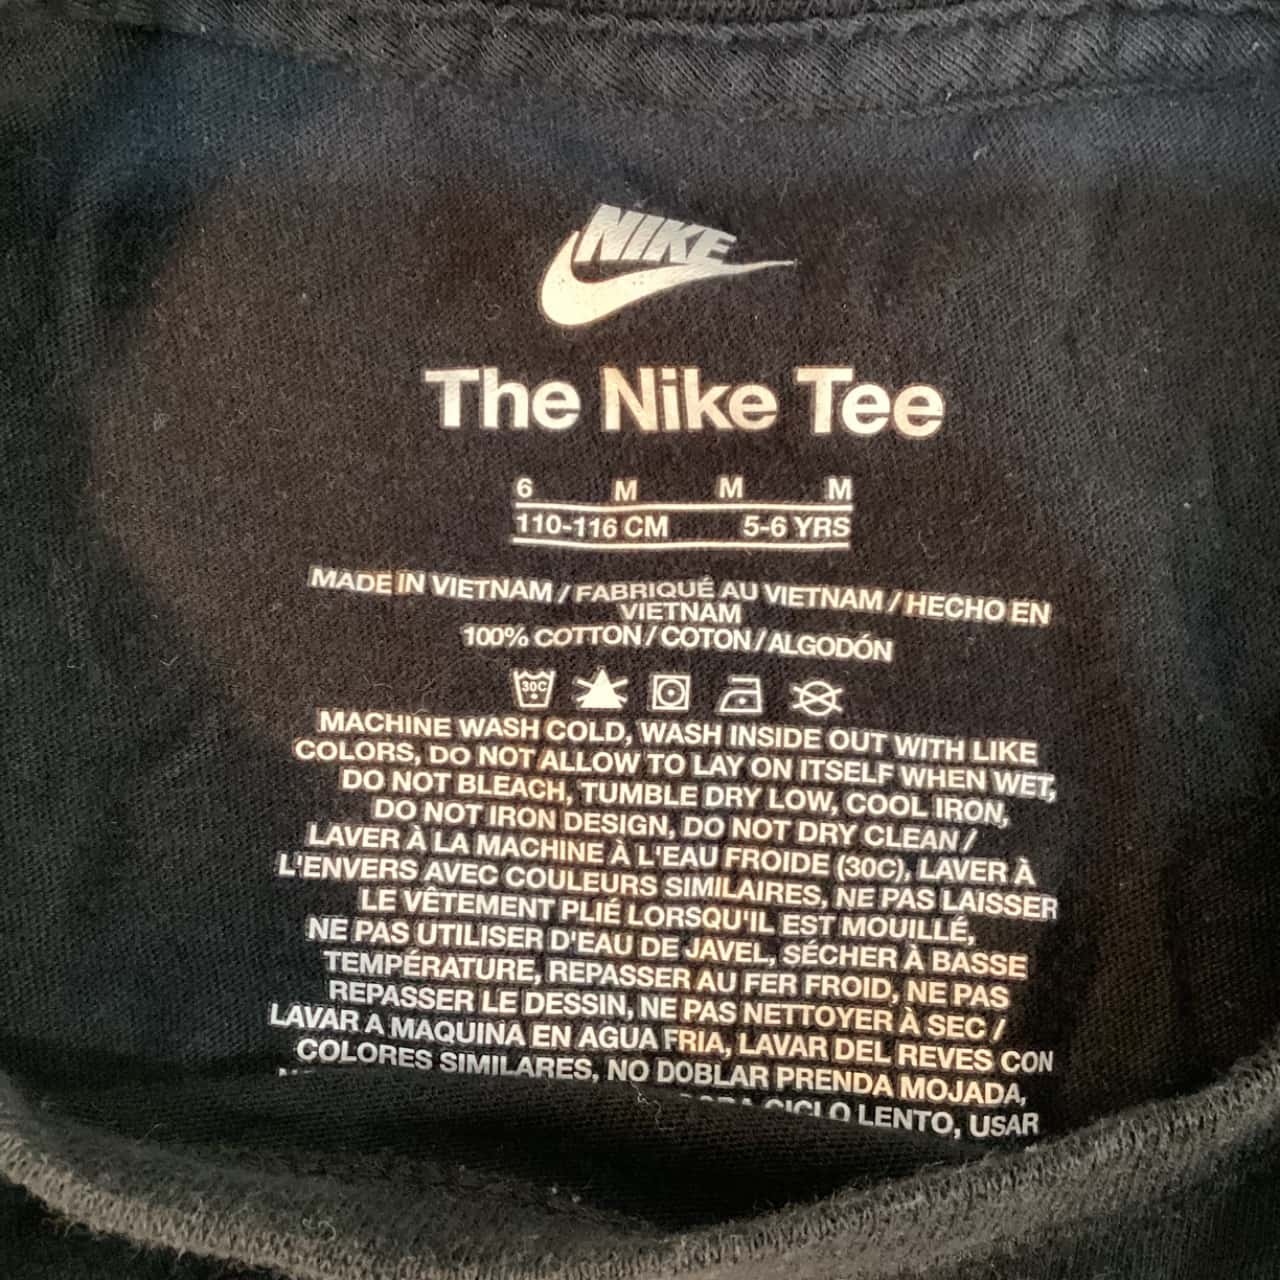 NIKE
The Nike Tee
6 M M M
110-116 CM 5-6 YRS
MADE IN VIETNAM / FABRIQUÉ AU VIETNAM / HECHO EN
VIETNAM
100% COTTON / COTON / ALGODÓN
30C
MACHINE WASH COLD, WASH INSIDE OUT WITH LIKE
COLORS, DO NOT ALLOW TO LAY ON ITSELF WHEN WET,
DO NOT BLEACH, TUMBLE DRY LOW, COOL IRON,
DO NOT IRON DESIGN, DO NOT DRY CLEAN /
LAVER À LA MACHINE À L'EAU FROIDE (30C), LAVER À
L'ENVERS AVEC COULEURS SIMILAIRES, NE PAS LAISSER
LE VÊTEMENT PLIÉ LORSQU'IL EST MOUILLÉ,
NE PAS UTILISER D'EAU DE JAVEL, SÉCHER À BASSE
TEMPÉRATURE, REPASSER AU FER FROID, NE PAS
REPASSER LE DESSIN, NE PAS NETTOYER À SEC /
LAVAR A MAQUINA EN AGUA FRIA, LAVAR DEL REVES CON
COLORES SIMILARES, NO DOBLAR PRENDA MOJADA,
CICLO LENTO, USAR